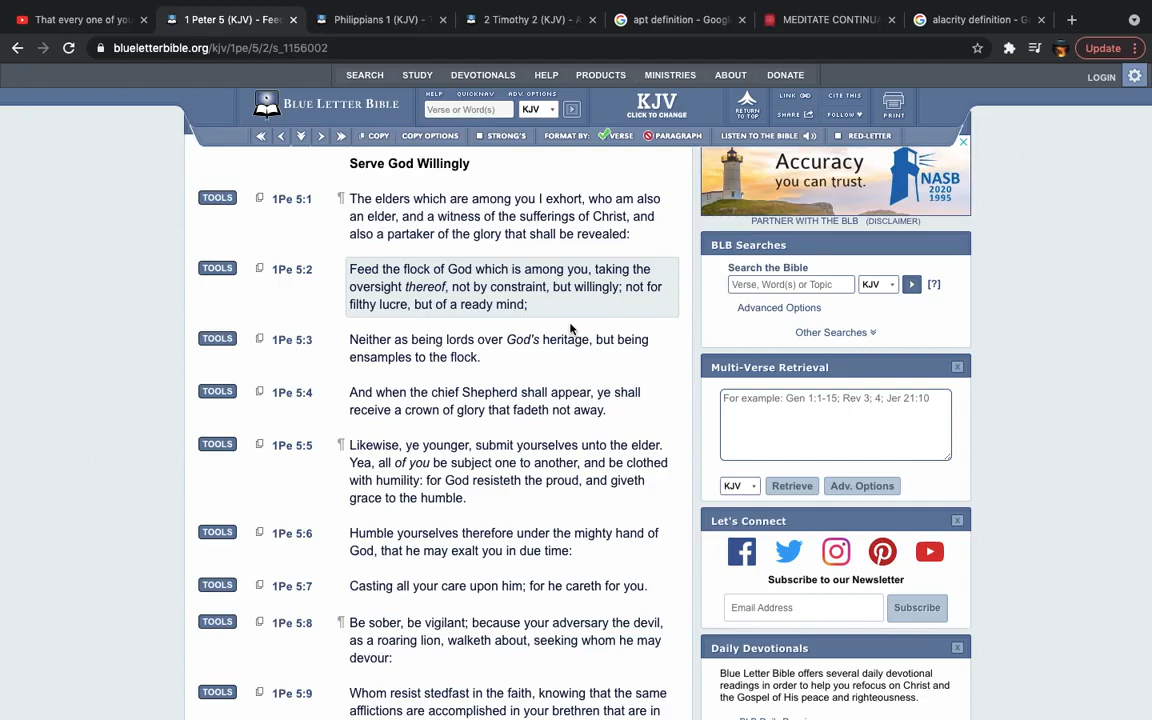 That every one of you
1 Peter 5 (KJV) - Fee
Philippians 1 (KJV) - T
2 Timothy 2 (KJV) - A
apt definition - Goog
MEDITATE CONTINUA
alacrity definition - G
blueletterbible.org/kjv/1pe/5/2/s_1156002
Update
SEARCH STUDY DEVOTIONALS HELP PRODUCTS MINISTRIES ABOUT DONATE
LOGIN
BLUE LETTER BIBLE
HELP QUICKNAV ADV. OPTIONS
Verse or Word(s) KJV
KJV
CLICK TO CHANGE
RETURN
TO TOP
LINK CITE THIS
SHARE FOLLOW
PRINT
COPY COPY OPTIONS STRONG'S FORMAT BY: VERSE PARAGRAPH LISTEN TO THE BIBLE RED-LETTER
Serve God Willingly
TOOLS 1Pe 5:1 ¶ The elders which are among you I exhort, who am also
an elder, and a witness of the sufferings of Christ, and
also a partaker of the glory that shall be revealed:
TOOLS 1Pe 5:2 Feed the flock of God which is among you, taking the
oversight thereof, not by constraint, but willingly; not for
filthy lucre, but of a ready mind;
TOOLS 1Pe 5:3 Neither as being lords over God's heritage, but being
ensamples to the flock.
TOOLS 1Pe 5:4 And when the chief Shepherd shall appear, ye shall
receive a crown of glory that fadeth not away.
TOOLS 1Pe 5:5 ¶ Likewise, ye younger, submit yourselves unto the elder.
Yea, all of you be subject one to another, and be clothed
with humility: for God resisteth the proud, and giveth
grace to the humble.
TOOLS 1Pe 5:6 Humble yourselves therefore under the mighty hand of
God, that he may exalt you in due time:
TOOLS 1Pe 5:7 Casting all your care upon him; for he careth for you.
TOOLS 1Pe 5:8 ¶ Be sober, be vigilant; because your adversary the devil,
as a roaring lion, walketh about, seeking whom he may
devour:
TOOLS 1Pe 5:9 Whom resist stedfast in the faith, knowing that the same
afflictions are accomplished in your brethren that are in
Accuracy
you can trust.
NASB
2020
1995
PARTNER WITH THE BLB (DISCLAIMER)
BLB Searches
Search the Bible
Verse, Word(s) or Topic KJV [?]
Advanced Options
Other Searches
Multi-Verse Retrieval X
For example: Gen 1:1-15; Rev 3; 4; Jer 21:10
KJV Retrieve Adv. Options
Let's Connect X
Subscribe to our Newsletter
Email Address Subscribe
Daily Devotionals X
Blue Letter Bible offers several daily devotional
readings in order to help you refocus on Christ and
the Gospel of His peace and righteousness.